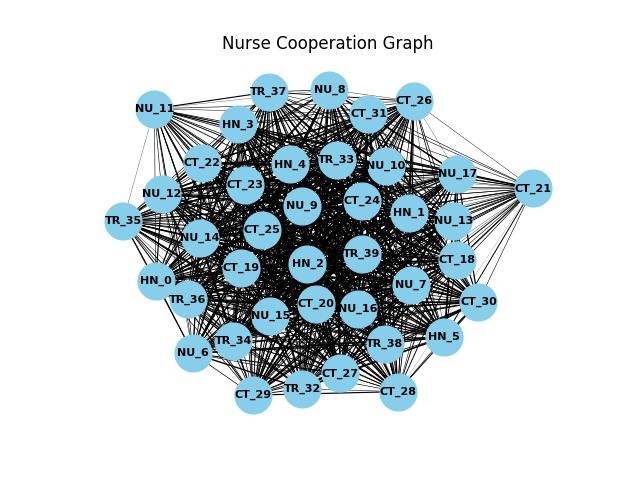 Nurse Cooperation Graph
TR_37
NU_8
CT_26
NU_11
CT_31
HN_3
CT_22
HN_4
TR_33
NU_10
NU_17
CT_21
NU_12
CT_23
NU_9
CT_24
HN_1
NU_13
TR_35
NU_14
CT_25
HN_2
TR_39
CT_18
HN_0
CT_19
NU_7
TR_36
CT_20
CT_30
NU_15
NU_16
NU_6
TR_34
TR_38
HN_5
CT_27
CT_29
TR_32
CT_28